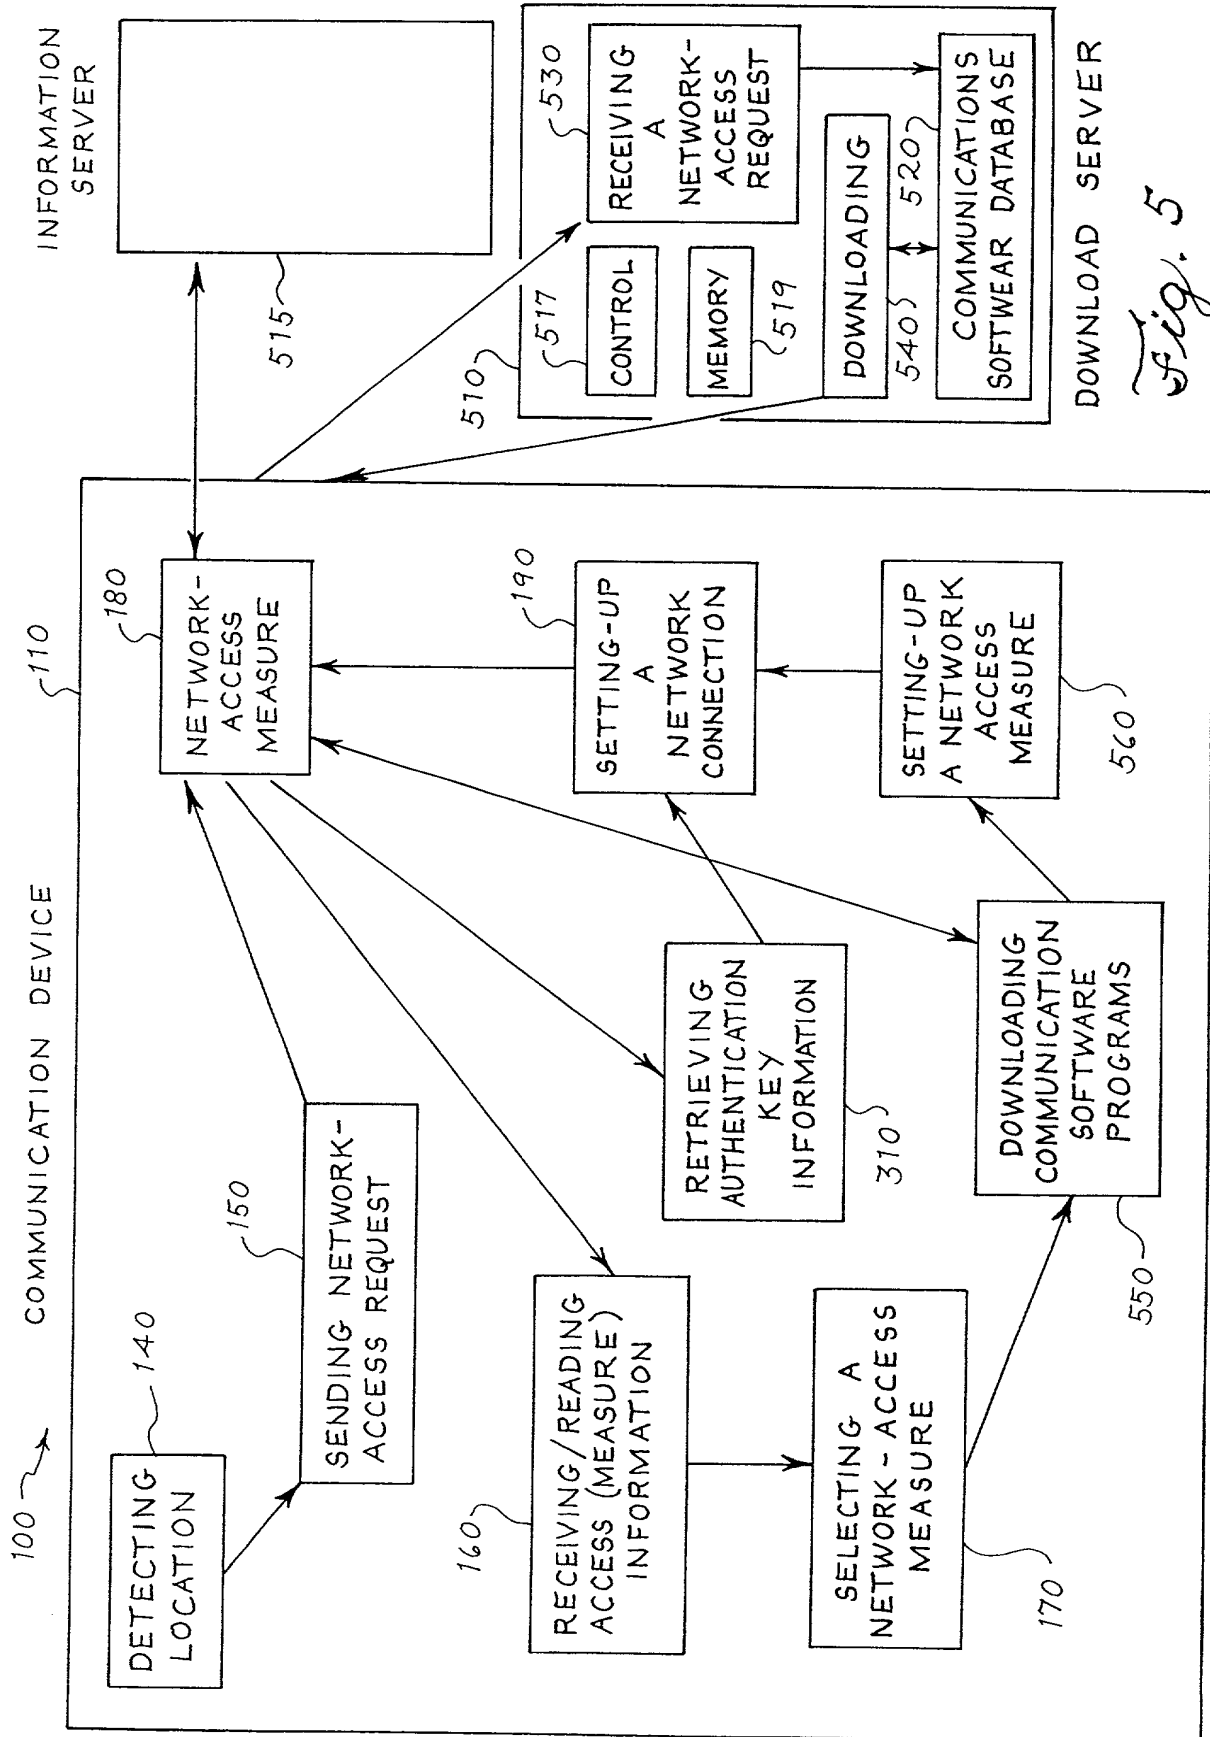 100
COMMUNICATION DEVICE
110
DETECTING
LOCATION
140
SENDING NETWORK-
ACCESS REQUEST
150
NETWORK-
ACCESS
MEASURE
180
RECEIVING/READING
ACCESS (MEASURE)
INFORMATION
160
RETRIEVING
AUTHENTICATION
KEY
INFORMATION
310
SETTING-UP
A
NETWORK
CONNECTION
190
SELECTING A
NETWORK-ACCESS
MEASURE
170
DOWNLOADING
COMMUNICATION
SOFTWARE
PROGRAMS
550
SETTING-UP
A NETWORK
ACCESS
MEASURE
560
INFORMATION
SERVER
515
510
517
CONTROL
MEMORY
519
530
RECEIVING
A
NETWORK-
ACCESS
REQUEST
DOWNLOADING
540
520
COMMUNICATIONS
SOFTWEAR DATABASE
DOWNLOAD SERVER
Fig. 5